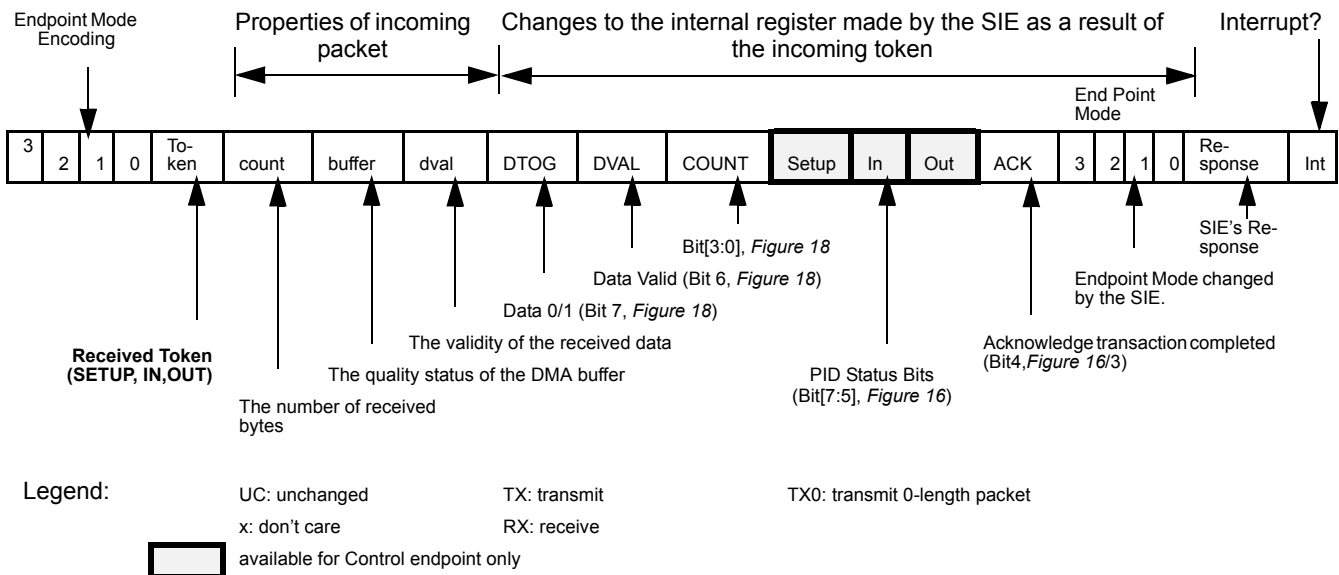 Endpoint Mode
Encoding
Properties of incoming
packet
Changes to the internal register made by the SIE as a result of
the incoming token
Interrupt?
End Point
Mode
3 2 1 0 To-
ken count buffer dval DTOG DVAL COUNT Setup In Out ACK 3 2 1 0 Re-
sponse Int
Bit[3:0], Figure 18
SIE's Re-
sponse
Data Valid (Bit 6, Figure 18)
Endpoint Mode changed
by the SIE.
Data 0/1 (Bit 7, Figure 18)
The validity of the received data
Received Token
(SETUP, IN,OUT)
The quality status of the DMA buffer
PID Status Bits
(Bit[7:5], Figure 16)
Acknowledge transaction completed
(Bit4,Figure 16/3)
The number of received
bytes
Legend:
UC: unchanged
TX: transmit
TX0: transmit 0-length packet
x: don't care
RX: receive
available for Control endpoint only